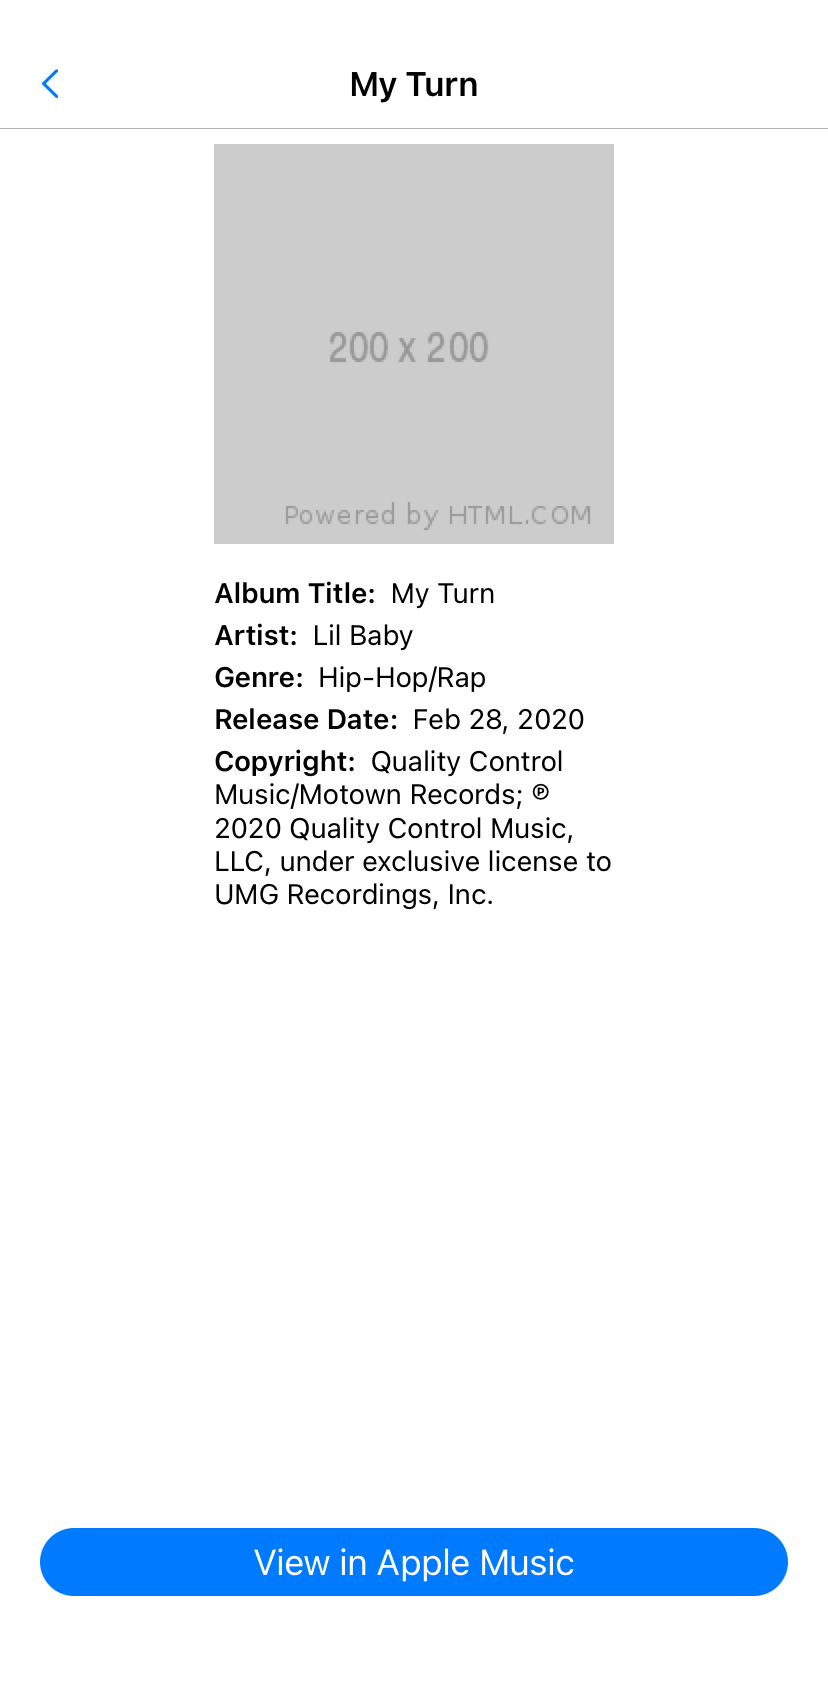 My Turn
200 x 200
Powered by HTML.COM
Album Title: My Turn
Artist: Lil Baby
Genre: Hip-Hop/Rap
Release Date: Feb 28, 2020
Copyright: Quality Control
Music/Motown Records; ℗
2020 Quality Control Music,
LLC, under exclusive license to
UMG Recordings, Inc.
View in Apple Music